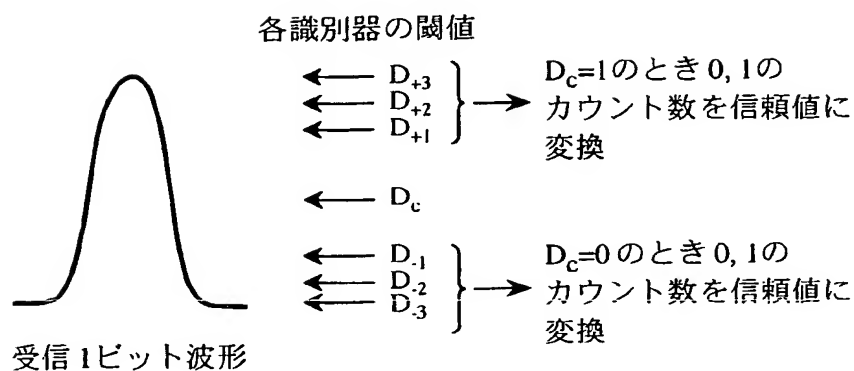 各識別器の閾値
D+3
D+2
D+1
Dc
D-1
D-2
D-3
Dc=1のとき 0, 1の
カウント数を信頼値に
変換
Dc=0のとき 0, 1の
カウント数を信頼値に
変換
受信1ビット波形